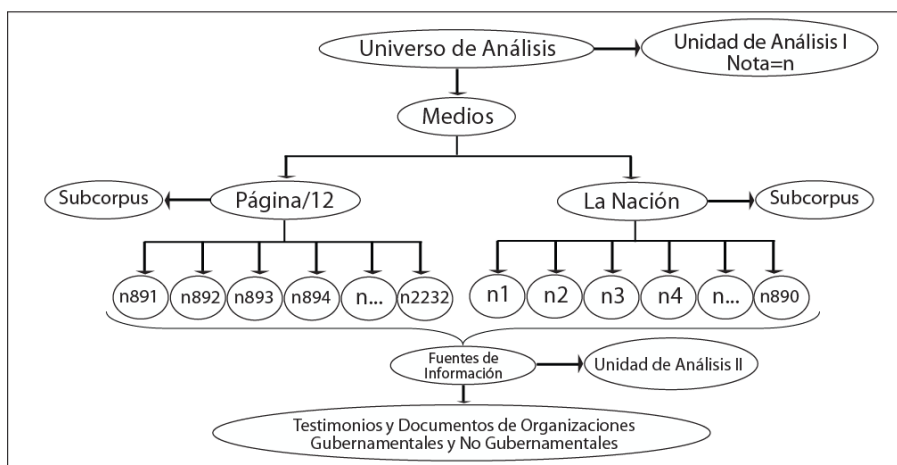 Universo de Análisis
Unidad de Análisis I
Nota=n
Medios
Subcorpus
Página/12
La Nación
Subcorpus
n891
n892
n893
n894
n...
n2232
n1
n2
n3
n4
n...
n890
Fuentes de
Información
Unidad de Análisis II
Testimonios y Documentos de Organizaciones
Gubernamentales y No Gubernamentales